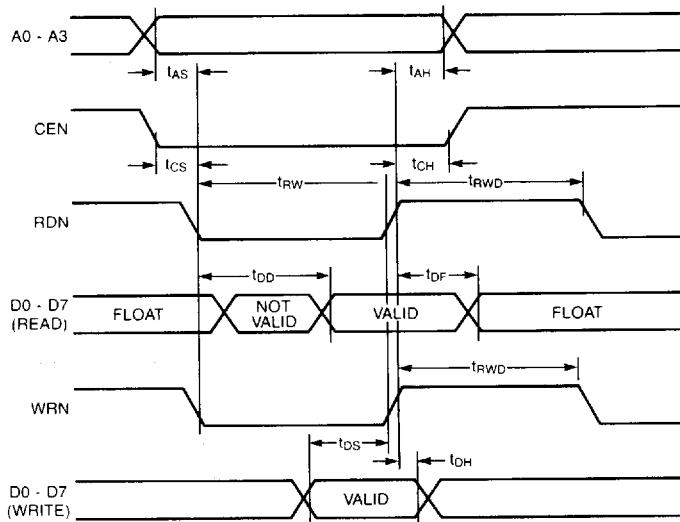 A0 - A3
tAS
tAH
CEN
tCS
tCH
tRW
tRWD
RDN
tDD
tDF
D0 - D7
(READ)
FLOAT
NOT
VALID
VALID
FLOAT
tRWD
WRN
tDS
tDH
D0 - D7
(WRITE)
VALID